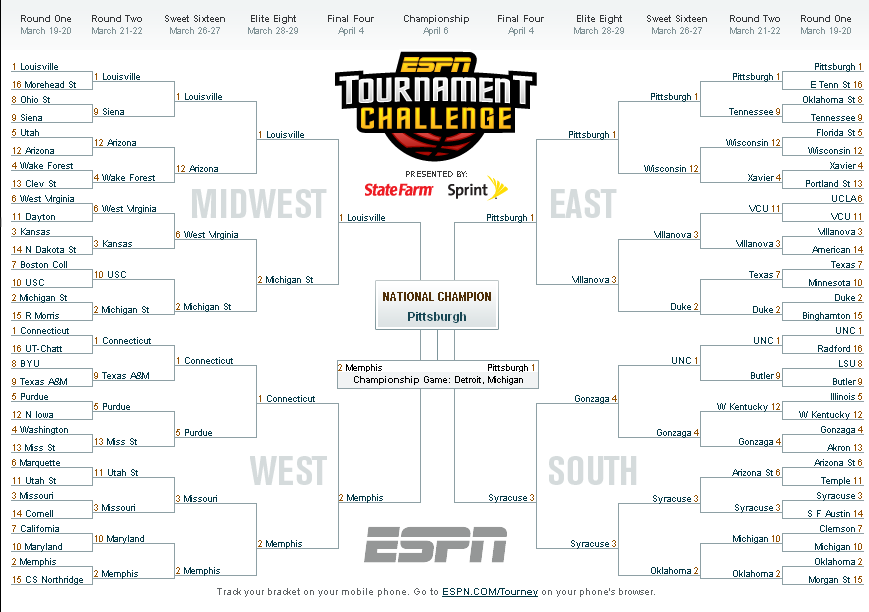 Round One Round Two Sweet Sixteen Elite Eight Final Four Championship Final Four Elite Eight Sweet Sixteen Round Two Round One
March 19-20 March 21-22 March 26-27 March 28-29 April 4 April 6 April 4 March 28-29 March 26-27 March 21-22 March 19-20
1 Louisville
16 Morehead St
8 Ohio St
9 Siena
5 Utah
12 Arizona
4 Wake Forest
13 Clev St
6 West Virginia
11 Dayton
3 Kansas
14 N Dakota St
7 Boston Coll
10 USC
2 Michigan St
15 R Morris
1 Connecticut
16 UT-Chatt
8 BYU
9 Texas A&M
5 Purdue
12 N Iowa
4 Washington
13 Miss St
6 Marquette
11 Utah St
3 Missouri
14 Cornell
7 California
10 Maryland
2 Memphis
15 CS Northridge
1 Louisville
9 Siena
12 Arizona
4 Wake Forest
6 West Virginia
3 Kansas
10 USC
2 Michigan St
1 Connecticut
9 Texas A&M
5 Purdue
13 Miss St
11 Utah St
3 Missouri
10 Maryland
2 Memphis
1 Louisville
12 Arizona
6 West Virginia
2 Michigan St
1 Connecticut
5 Purdue
3 Missouri
2 Memphis
1 Louisville
2 Michigan St
1 Connecticut
2 Memphis
MIDWEST
WEST
1 Louisville
2 Memphis
ESPN
TOURNAMENT
CHALLENGE
PRESENTED BY:
State Farm Sprint
NATIONAL CHAMPION
Pittsburgh
2 Memphis Pittsburgh 1
Championship Game: Detroit, Michigan
ESPN
Pittsburgh 1
Syracuse 3
EAST
SOUTH
Pittsburgh 1
Villanova 3
Gonzaga 4
Syracuse 3
Pittsburgh 1
Wisconsin 12
Villanova 3
Duke 2
UNC 1
Gonzaga 4
Syracuse 3
Oklahoma 2
Pittsburgh 1
Tennessee 9
Wisconsin 12
Xavier 4
VCU 11
Villanova 3
Texas 7
Duke 2
UNC 1
Butler 9
W Kentucky 12
Gonzaga 4
Arizona St 6
Syracuse 3
Michigan 10
Oklahoma 2
Pittsburgh 1
E Tenn St 16
Oklahoma St 8
Tennessee 9
Florida St 5
Wisconsin 12
Xavier 4
Portland St 13
UCLA6
VCU 11
Villanova 3
American 14
Texas 7
Minnesota 10
Duke 2
Binghamton 15
UNC 1
Radford 16
LSU 8
Butler 9
Illinois 5
W Kentucky 12
Gonzaga 4
Akron 13
Arizona St 6
Temple 11
Syracuse 3
S F Austin 14
Clemson 7
Michigan 10
Oklahoma 2
Morgan St 15
Track your bracket on your mobile phone. Go to ESPN.COM/Tourney on your phone's browser.